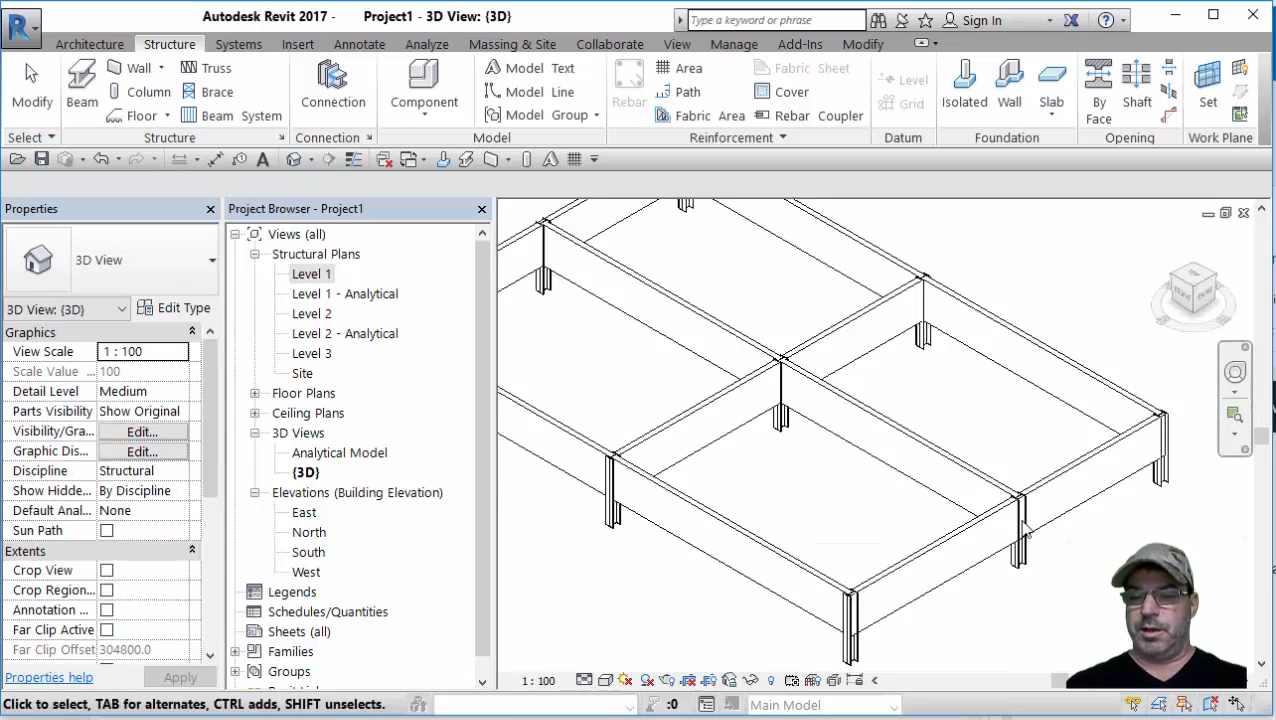 Autodesk Revit 2017 - Project1 - 3D View: {3D}
Type a keyword or phrase
Sign In
Architecture Structure Systems Insert Annotate Analyze Massing & Site Collaborate View Manage Add-Ins Modify
Modify
Select
Beam
Wall
Column
Floor
Truss
Brace
Beam System
Structure
Connection
Connection
Component
Model Text
Model Line
Model Group
Model
Rebar
Area
Path
Fabric Area
Fabric Sheet
Cover
Rebar Coupler
Reinforcement
Level
Grid
Datum
Isolated
Wall
Slab
Foundation
By Face
Shaft
Opening
Set
Work Plane
Properties
3D View
3D View: {3D}
Edit Type
Graphics
View Scale 1 : 100
Scale Value ... 100
Detail Level Medium
Parts Visibility Show Original
Visibility/Gra... Edit...
Graphic Dis... Edit...
Discipline Structural
Show Hidde... By Discipline
Default Anal... None
Sun Path
Extents
Crop View
Crop Region...
Annotation ...
Far Clip Active
Far Clip Offset 304800.0
Properties help
Apply
Project Browser - Project1
Views (all)
Structural Plans
Level 1
Level 1 - Analytical
Level 2
Level 2 - Analytical
Level 3
Site
Floor Plans
Ceiling Plans
3D Views
Analytical Model
{3D}
Elevations (Building Elevation)
East
North
South
West
Legends
Schedules/Quantities
Sheets (all)
Families
Groups
TOP
1 : 100
Click to select, TAB for alternates, CTRL adds, SHIFT unselects.
:0
Main Model